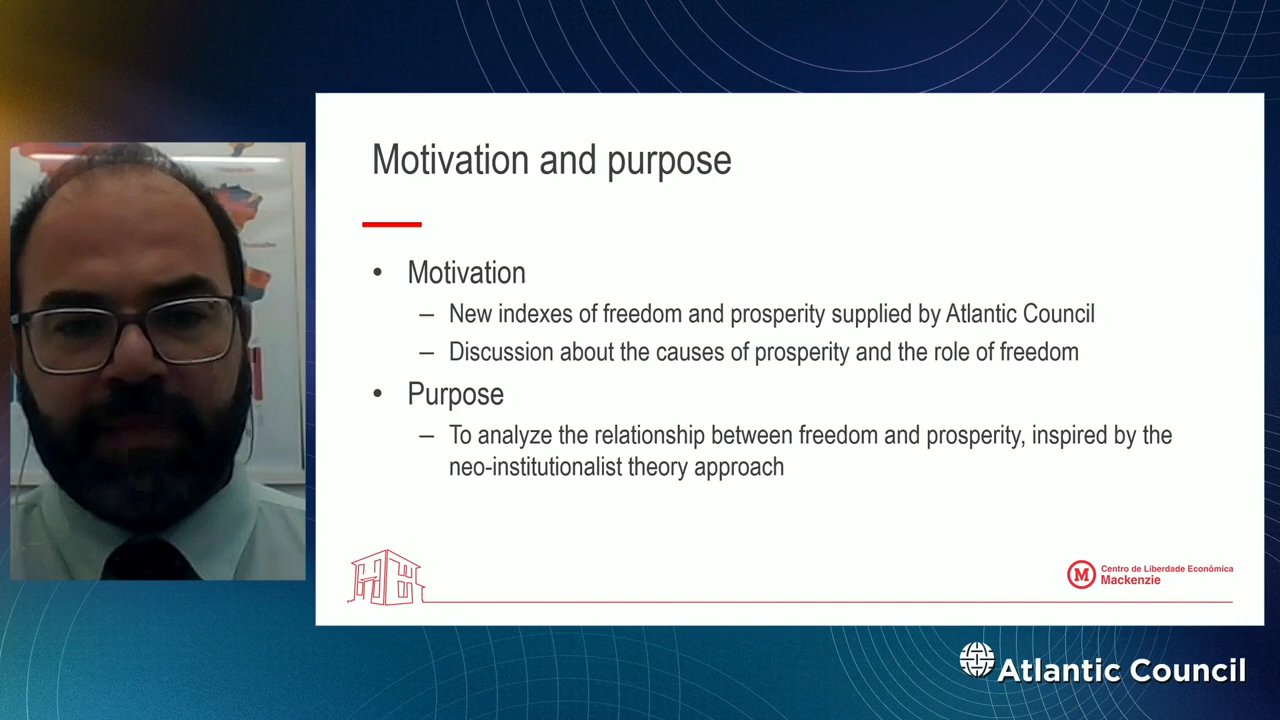 Motivation and purpose
• Motivation
– New indexes of freedom and prosperity supplied by Atlantic Council
– Discussion about the causes of prosperity and the role of freedom
• Purpose
– To analyze the relationship between freedom and prosperity, inspired by the
neo-institutionalist theory approach
M
Centro de Liberdade Econômica
Mackenzie
Atlantic Council